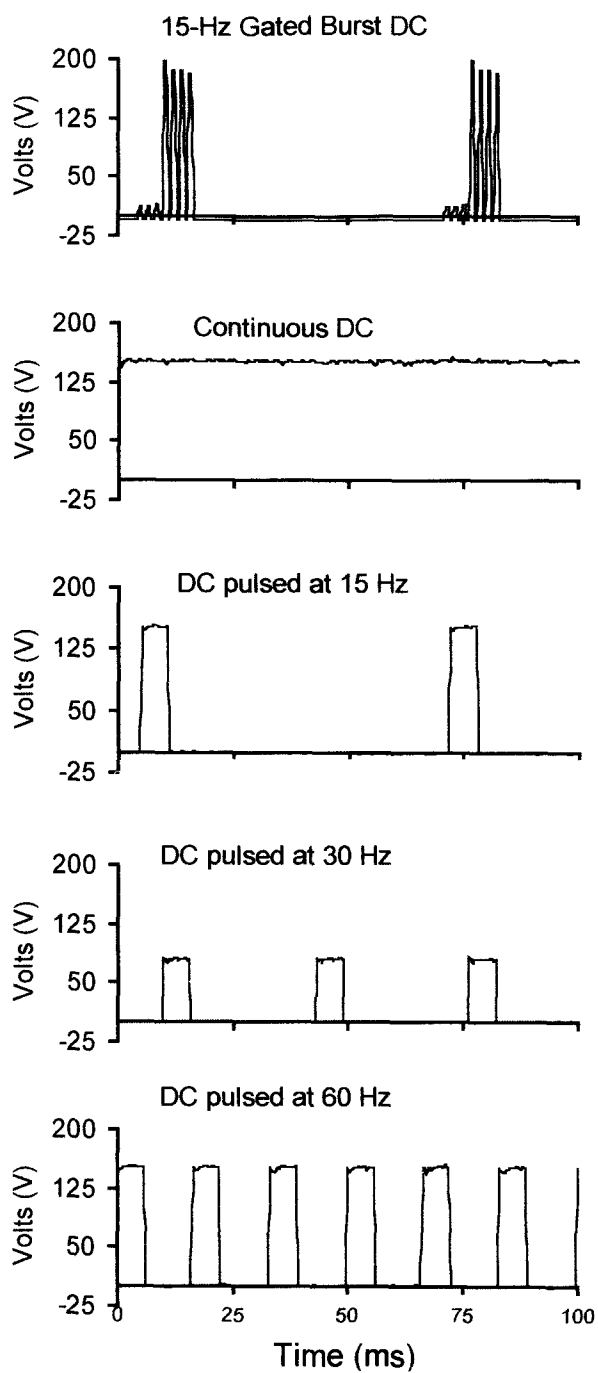 15-Hz Gated Burst DC
200
125
50
-25
Volts (V)
Continuous DC
200
125
50
-25
Volts (V)
DC pulsed at 15 Hz
200
125
50
-25
Volts (V)
DC pulsed at 30 Hz
200
125
50
-25
Volts (V)
DC pulsed at 60 Hz
200
125
50
-25
Volts (V)
0 25 50 75 100
Time (ms)